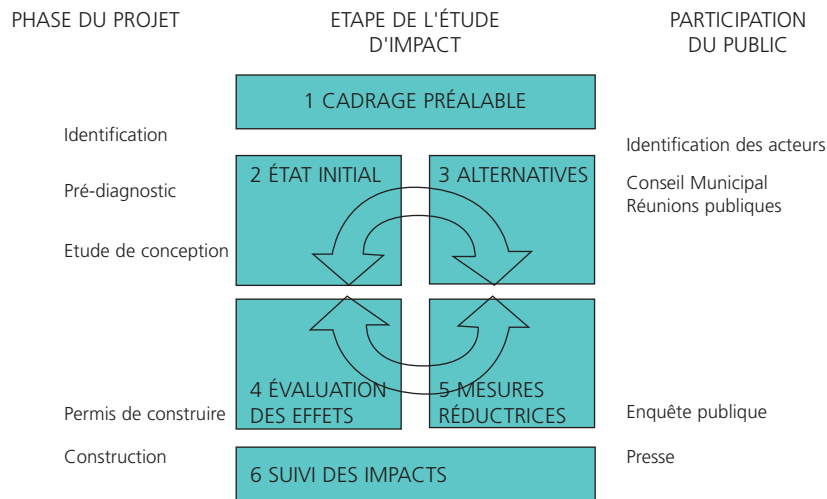 PHASE DU PROJET
ETAPE DE L'ÉTUDE
D'IMPACT
PARTICIPATION
DU PUBLIC
1 CADRAGE PRÉALABLE
Identification
Identification des acteurs
2 ÉTAT INITIAL
3 ALTERNATIVES
Pré-diagnostic
Conseil Municipal
Réunions publiques
Etude de conception
4 ÉVALUATION
DES EFFETS
5 MESURES
RÉDUCTRICES
Permis de construire
Enquête publique
Construction
Presse
6 SUIVI DES IMPACTS